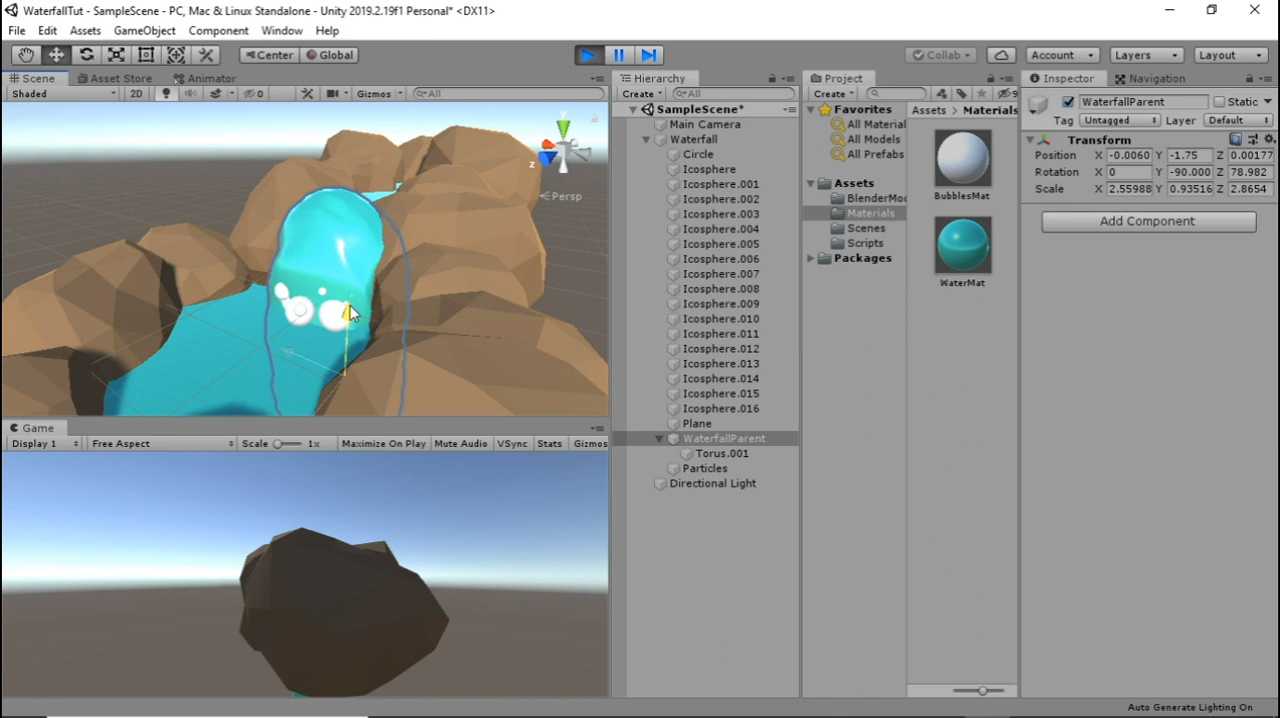 WaterfallTut - SampleScene - PC, Mac & Linux Standalone - Unity 2019.2.19f1 Personal* <DX11>
File Edit Assets GameObject Component Window Help
Center Global Collab Account Layers Layout
Scene Asset Store Animator
Shaded 2D 0 Gizmos All
z
Persp
Game
Display 1 Free Aspect Scale 1x Maximize On Play Mute Audio VSync Stats Gizmos
Hierarchy
Create All
SampleScene*
Main Camera
Waterfall
Circle
Icosphere
Icosphere.001
Icosphere.002
Icosphere.003
Icosphere.004
Icosphere.005
Icosphere.006
Icosphere.007
Icosphere.008
Icosphere.009
Icosphere.010
Icosphere.011
Icosphere.012
Icosphere.013
Icosphere.014
Icosphere.015
Icosphere.016
Plane
WaterfallParent
Torus.001
Particles
Directional Light
Project
Create 9
Favorites
All Material
All Models
All Prefabs
Assets
BlenderMod
Materials
Scenes
Scripts
Packages
Assets > Materials
BubblesMat
WaterMat
Inspector Navigation
WaterfallParent Static
Tag Untagged Layer Default
Transform
Position X -0.0060 Y -1.75 Z 0.00177
Rotation X 0 Y -90.000 Z 78.982
Scale X 2.55988 Y 0.93516 Z 2.8654
Add Component
Auto Generate Lighting On